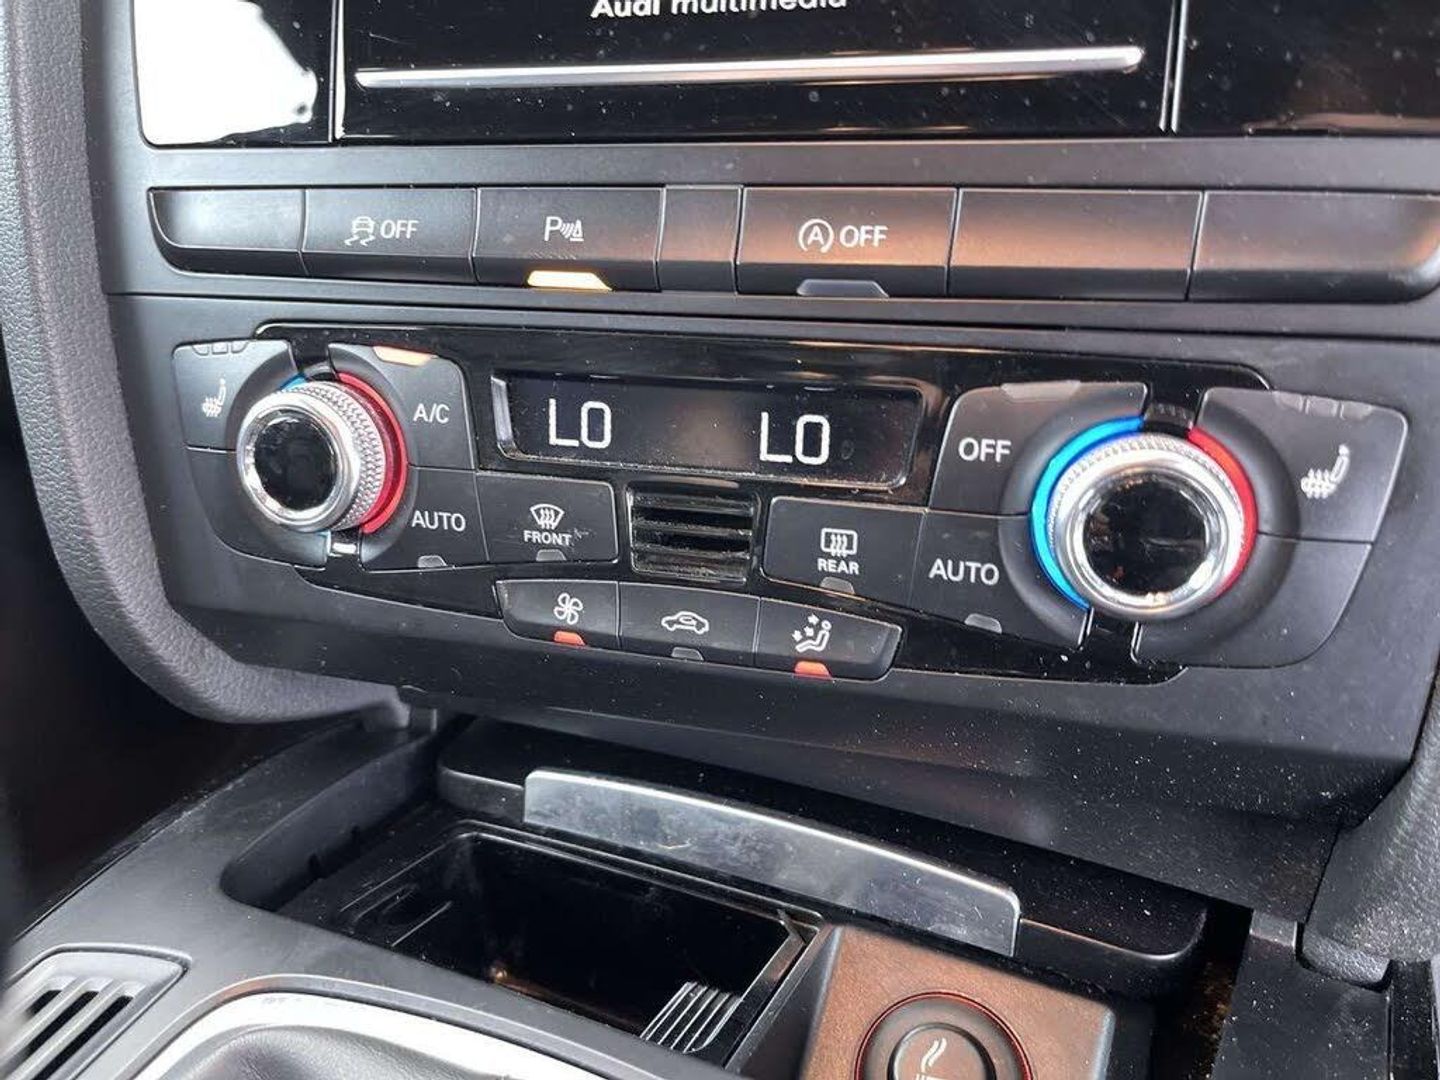 Audi multimedia
OFF
P
A OFF
A/C
LO LO
OFF
AUTO
FRONT
REAR
AUTO